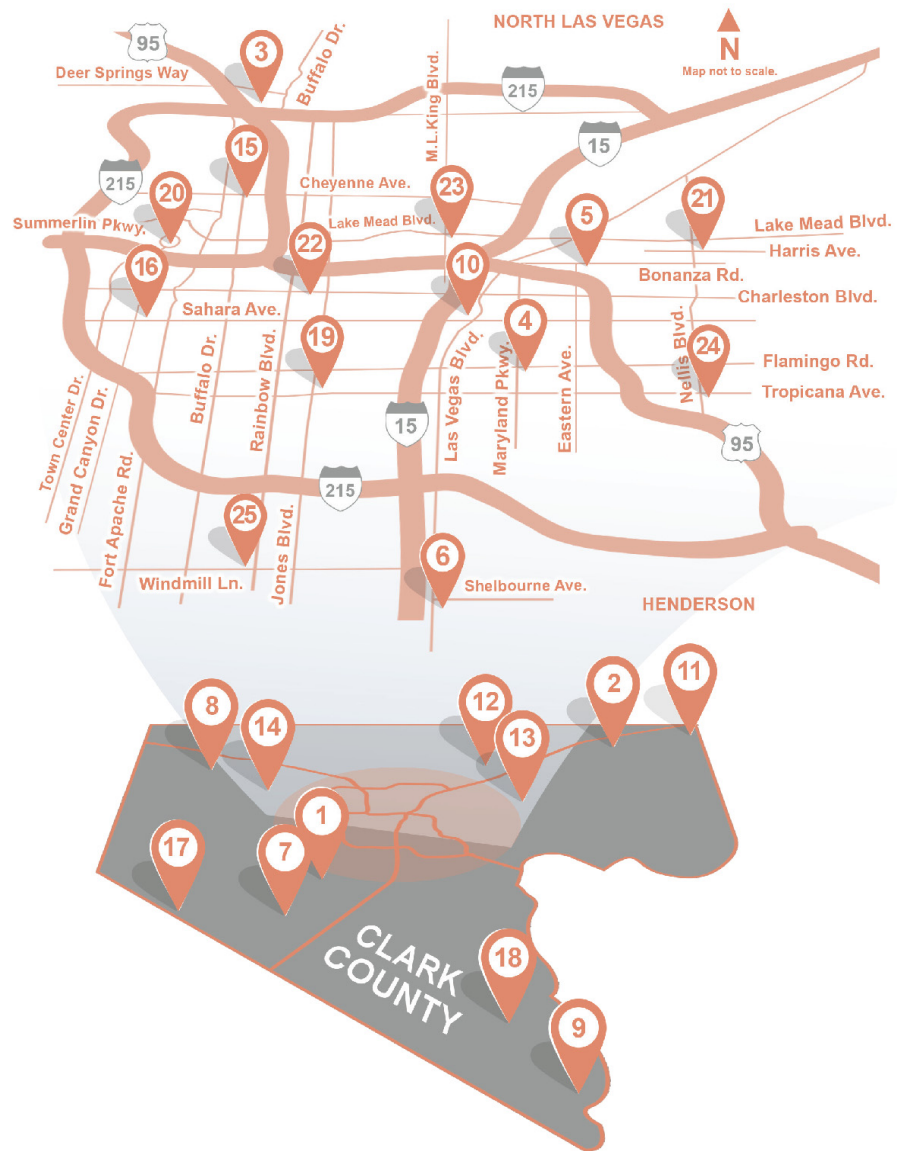 NORTH LAS VEGAS
N
Map not to scale.
95
3
Buffalo Dr.
Deer Springs Way
M.L.King Blvd.
215
15
15
215
20
Cheyenne Ave.
23
21
5
Summerlin Pkwy.
Lake Mead Blvd.
Lake Mead Blvd.
22
Harris Ave.
16
10
Bonanza Rd.
Charleston Blvd.
Sahara Ave.
4
19
24
Nellis Blvd.
Flamingo Rd.
Tropicana Ave.
Town Center Dr.
Grand Canyon Dr.
Fort Apache Rd.
Buffalo Dr.
Rainbow Blvd.
Jones Blvd.
15
Las Vegas Blvd.
Maryland Pkwy.
Eastern Ave.
95
215
25
6
Windmill Ln.
Shelbourne Ave.
HENDERSON
11
2
8
12
14
13
1
17
7
CLARK
COUNTY
18
9